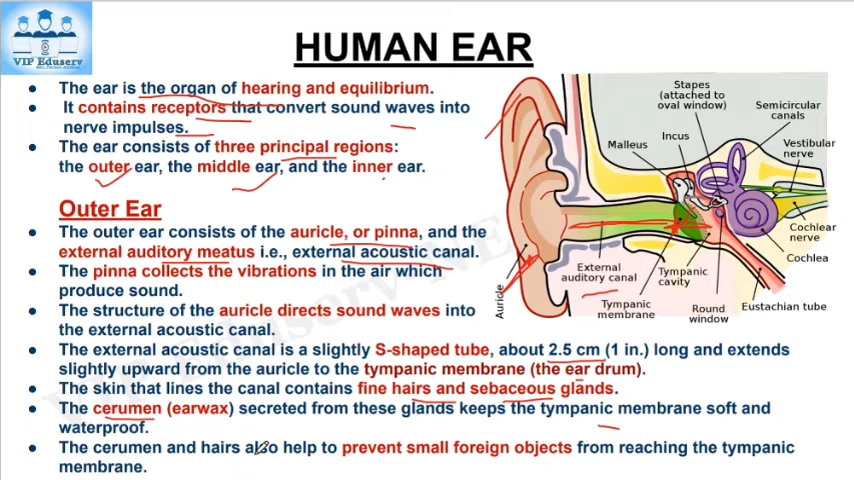 VIP Eduserv
HUMAN EAR
The ear is the organ of hearing and equilibrium.
It contains receptors that convert sound waves into
nerve impulses.
The ear consists of three principal regions:
the outer ear, the middle ear, and the inner ear.
Outer Ear
The outer ear consists of the auricle, or pinna, and the
external auditory meatus i.e., external acoustic canal.
The pinna collects the vibrations in the air which
produce sound.
The structure of the auricle directs sound waves into
the external acoustic canal.
The external acoustic canal is a slightly S-shaped tube, about 2.5 cm (1 in.) long and extends
slightly upward from the auricle to the tympanic membrane (the ear drum).
The skin that lines the canal contains fine hairs and sebaceous glands.
The cerumen (earwax) secreted from these glands keeps the tympanic membrane soft and
waterproof.
The cerumen and hairs also help to prevent small foreign objects from reaching the tympanic
membrane.
Stapes
(attached to
oval window)
Semicircular
canals
Incus
Malleus
Vestibular
nerve
Cochlear
nerve
Cochlea
External
auditory canal
Tympanic
cavity
Auricle
Tympanic
membrane
Round
window
Eustachian tube